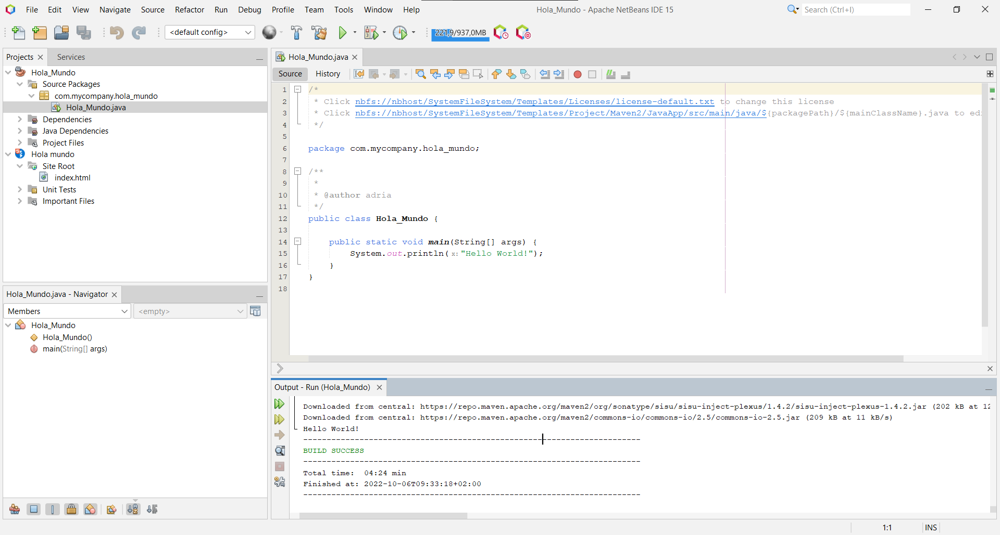 File Edit View Navigate Source Refactor Run Debug Profile Team Tools Window Help
Hola_Mundo - Apache NetBeans IDE 15
Search (Ctrl+I)
<default config>
221,9/937,0MB
Projects
Services
Hola_Mundo
Source Packages
com.mycompany.hola_mundo
Hola_Mundo.java
Dependencies
Java Dependencies
Project Files
Hola mundo
Site Root
index.html
Unit Tests
Important Files
Hola_Mundo.java - Navigator
Members
<empty>
Hola_Mundo
Hola_Mundo()
main(String[] args)
Hola_Mundo.java
Source History
1 /*
2 * Click nbfs://nbhost/SystemFileSystem/Templates/Licenses/license-default.txt to change this license
3 * Click nbfs://nbhost/SystemFileSystem/Templates/Project/Maven2/JavaApp/src/main/java/${packagePath}/${mainClassName}.java to edi
4 */
5
6 package com.mycompany.hola_mundo;
7
8 /**
9 *
10 * @author adria
11 */
12 public class Hola_Mundo {
13
14 public static void main(String[] args) {
15 System.out.println( x: "Hello World!");
16 }
17 }
18
Output - Run (Hola_Mundo)
Downloaded from central: https://repo.maven.apache.org/maven2/org/sonatype/sisu/sisu-inject-plexus/1.4.2/sisu-inject-plexus-1.4.2.jar (202 kB at 12
Downloaded from central: https://repo.maven.apache.org/maven2/commons-io/commons-io/2.5/commons-io-2.5.jar (209 kB at 11 kB/s)
Hello World!
------------------------------------------------------------------------
BUILD SUCCESS
------------------------------------------------------------------------
Total time:  04:24 min
Finished at: 2022-10-06T09:33:18+02:00
------------------------------------------------------------------------
1:1 INS